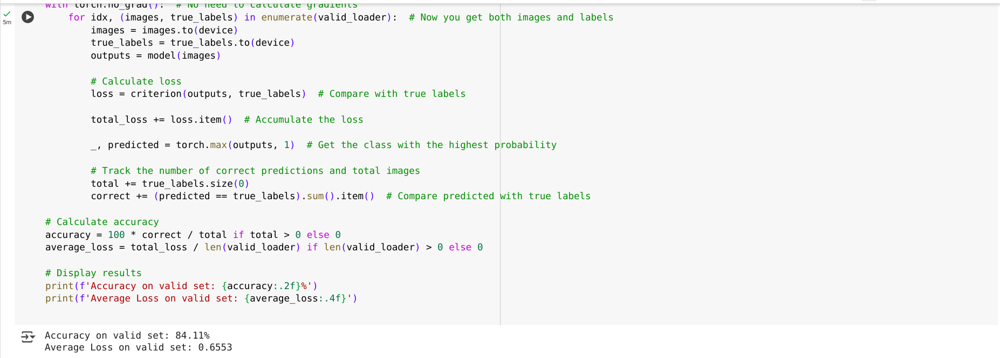 with torch.no_grad():  # No need to calculate gradients
5m
    for idx, (images, true_labels) in enumerate(valid_loader):  # Now you get both images and labels
        images = images.to(device)
        true_labels = true_labels.to(device)
        outputs = model(images)
        # Calculate loss
        loss = criterion(outputs, true_labels)  # Compare with true labels
        total_loss += loss.item()  # Accumulate the loss
        _, predicted = torch.max(outputs, 1)  # Get the class with the highest probability
        # Track the number of correct predictions and total images
        total += true_labels.size(0)
        correct += (predicted == true_labels).sum().item()  # Compare predicted with true labels
# Calculate accuracy
accuracy = 100 * correct / total if total > 0 else 0
average_loss = total_loss / len(valid_loader) if len(valid_loader) > 0 else 0
# Display results
print(f'Accuracy on valid set: {accuracy:.2f}%')
print(f'Average Loss on valid set: {average_loss:.4f}')
Accuracy on valid set: 84.11%
Average Loss on valid set: 0.6553